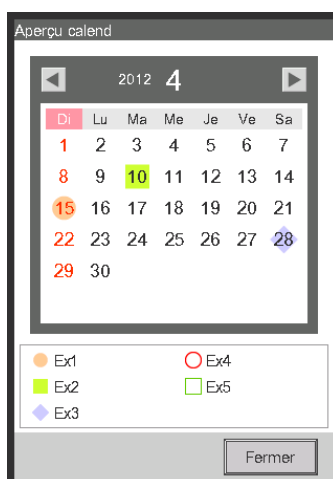 Aperçu calend
2012 4
Di Lu Ma Me Je Ve Sa
1 2 3 4 5 6 7
8 9 10 11 12 13 14
15 16 17 18 19 20 21
22 23 24 25 26 27 28
29 30
Ex1 Ex4
Ex2 Ex5
Ex3
Fermer